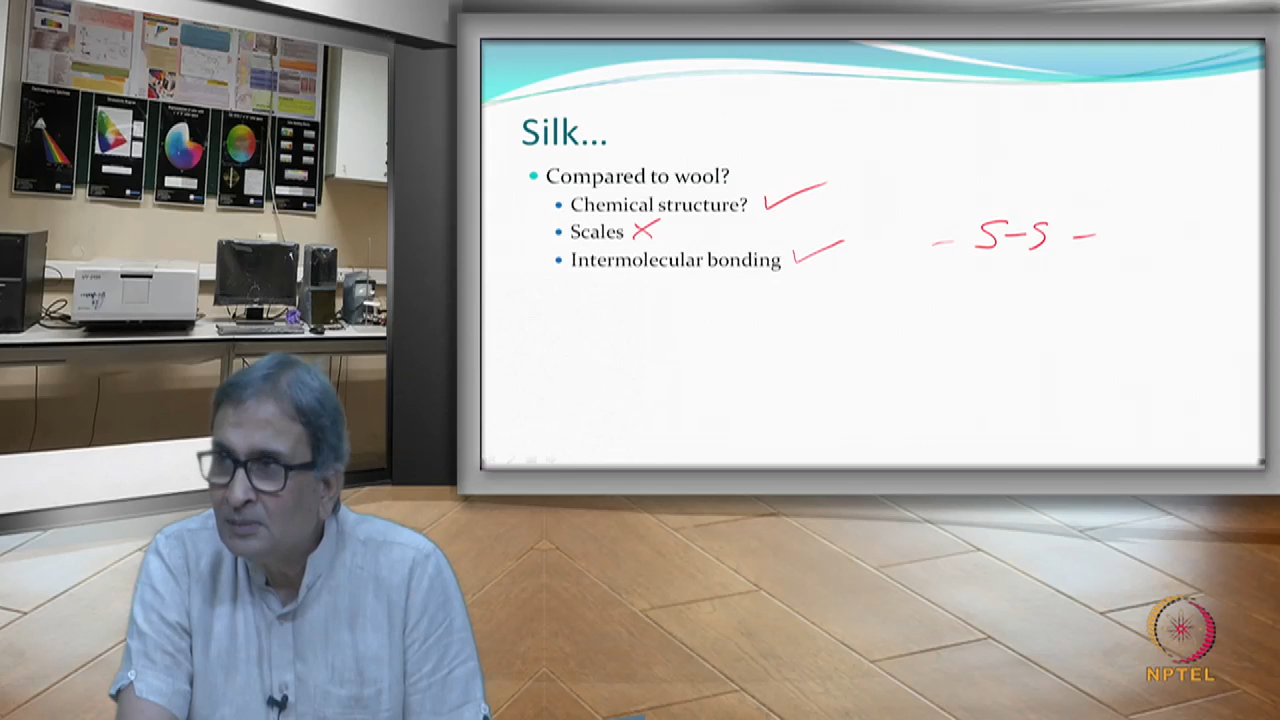 Silk...
Compared to wool?
Chemical structure?
Scales
Intermolecular bonding
- S-S -
NPTEL